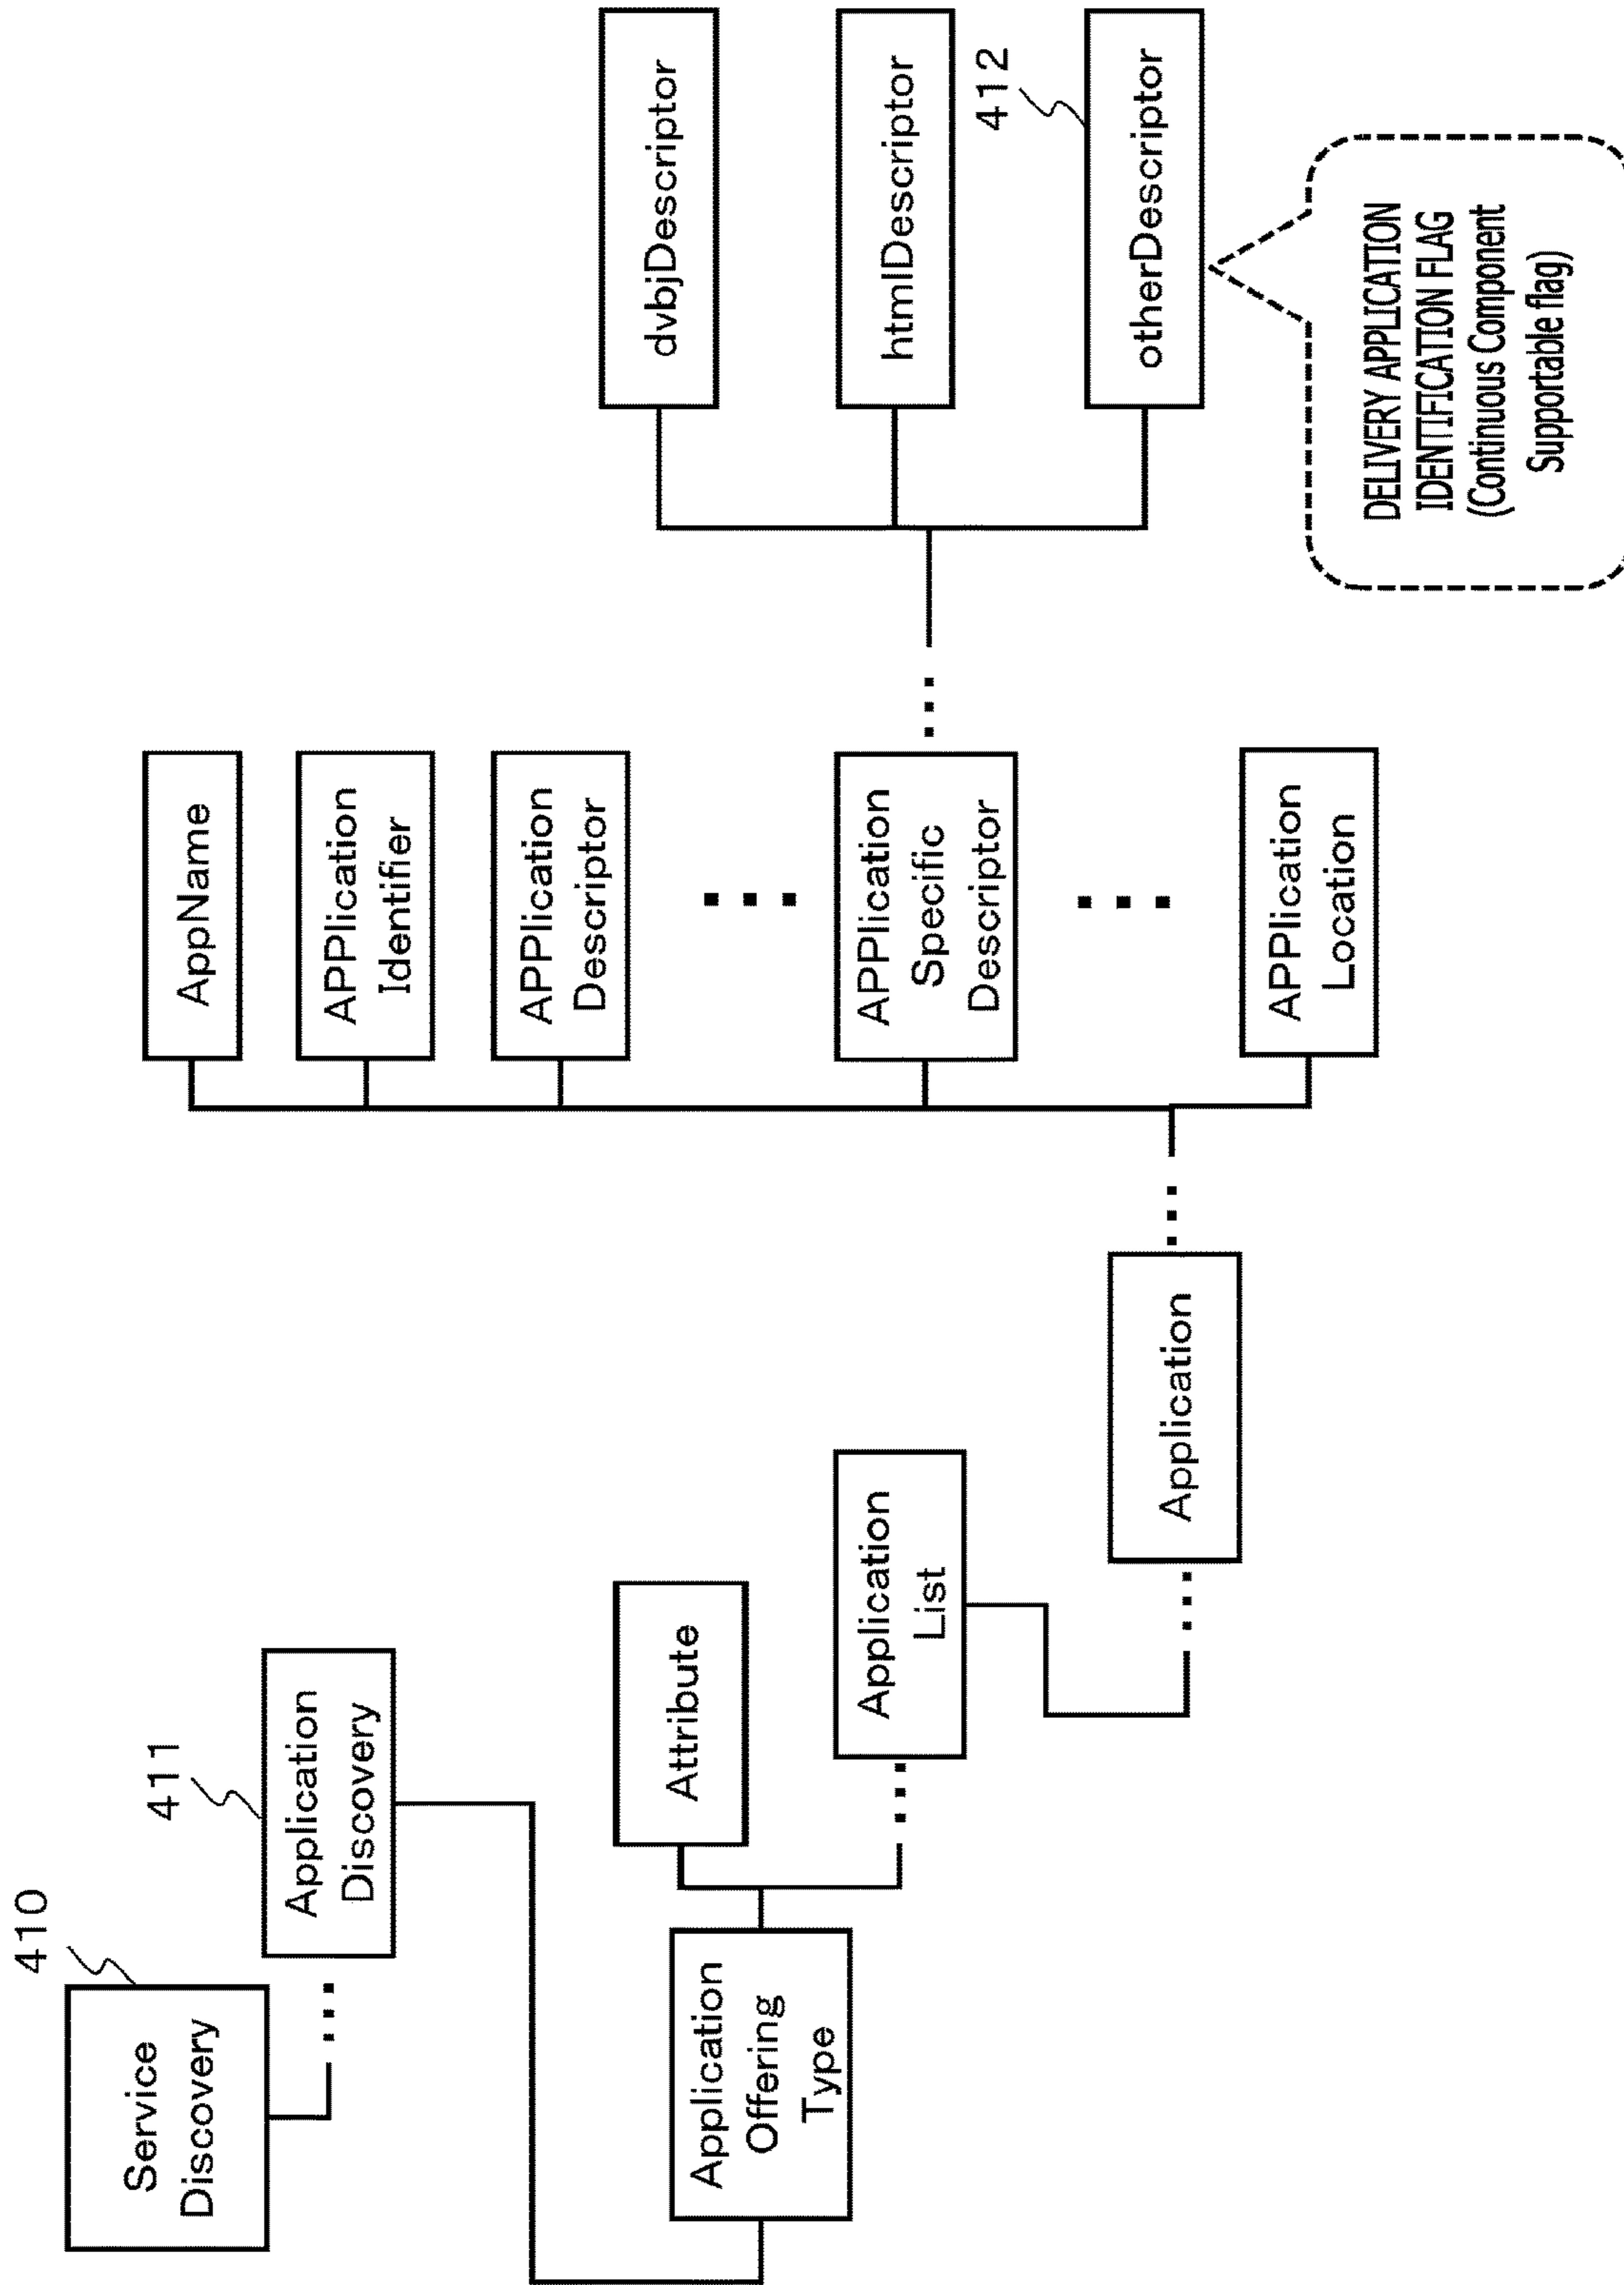 410
Service
Discovery
411
Application
Discovery
Application
Offering
Type
Attribute
Application
List
Application
AppName
APPlication
Identifier
APPlication
Descriptor
APPlication
Specific
Descriptor
APPlication
Location
dvbjDescriptor
htmlDescriptor
412
otherDescriptor
DELIVERY APPLICATION
IDENTIFICATION FLAG
(Continuous Component
Supportable flag)